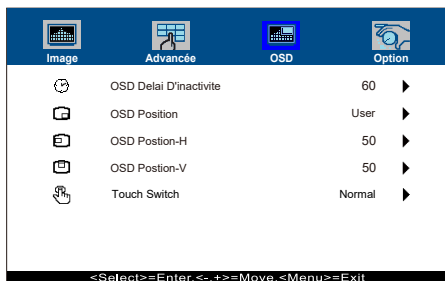 Image Advancée OSD Option
OSD Delai D'inactivite 60
OSD Position User
OSD Postion-H 50
OSD Postion-V 50
Touch Switch Normal
<Select>=Enter,<-,+>=Move,<Menu>=Exit